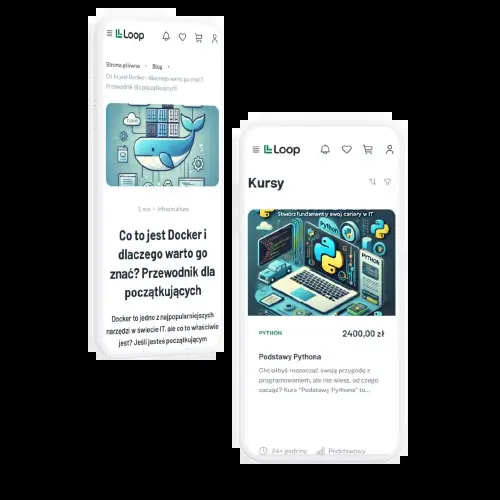 Loop
Strona główna • Blog •
Co to jest Docker i dlaczego warto go znać?
Przewodnik dla początkujących
CLOUD
5 min • Infrastruktura
Co to jest Docker i
dlaczego warto go
znać? Przewodnik dla
początkujących
Docker to jedno z najpopularniejszych
narzędzi w świecie IT, ale co to właściwie
jest? Jeśli jesteś początkującym
Loop
Kursy
Stwórz fundamenty swojej cariery w IT
Python
PYTHON
PYTHON
2400,00 zł
Podstawy Pythona
Chciałbyś rozpocząć swoją przygodę z
programowaniem, ale nie wiesz, od czego
zacząć? Kurs "Podstawy Pythona" to...
24+ godziny
Podstawowy